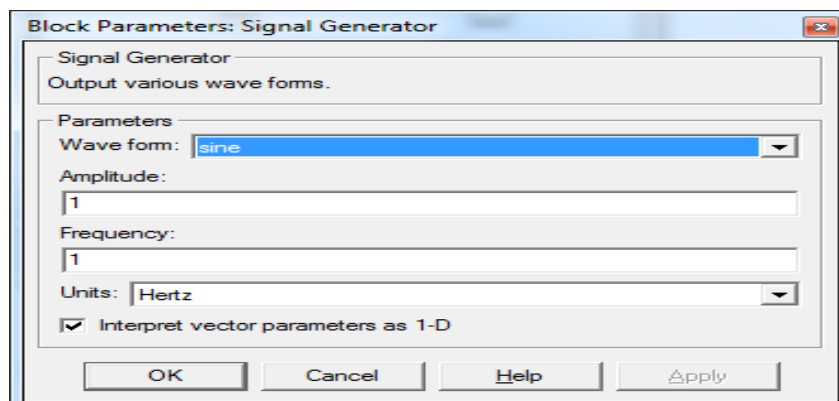 Block Parameters: Signal Generator
Signal Generator
Output various wave forms.
Parameters
Wave form: sine
Amplitude:
1
Frequency:
1
Units: Hertz
Interpret vector parameters as 1-D
OK Cancel Help Apply